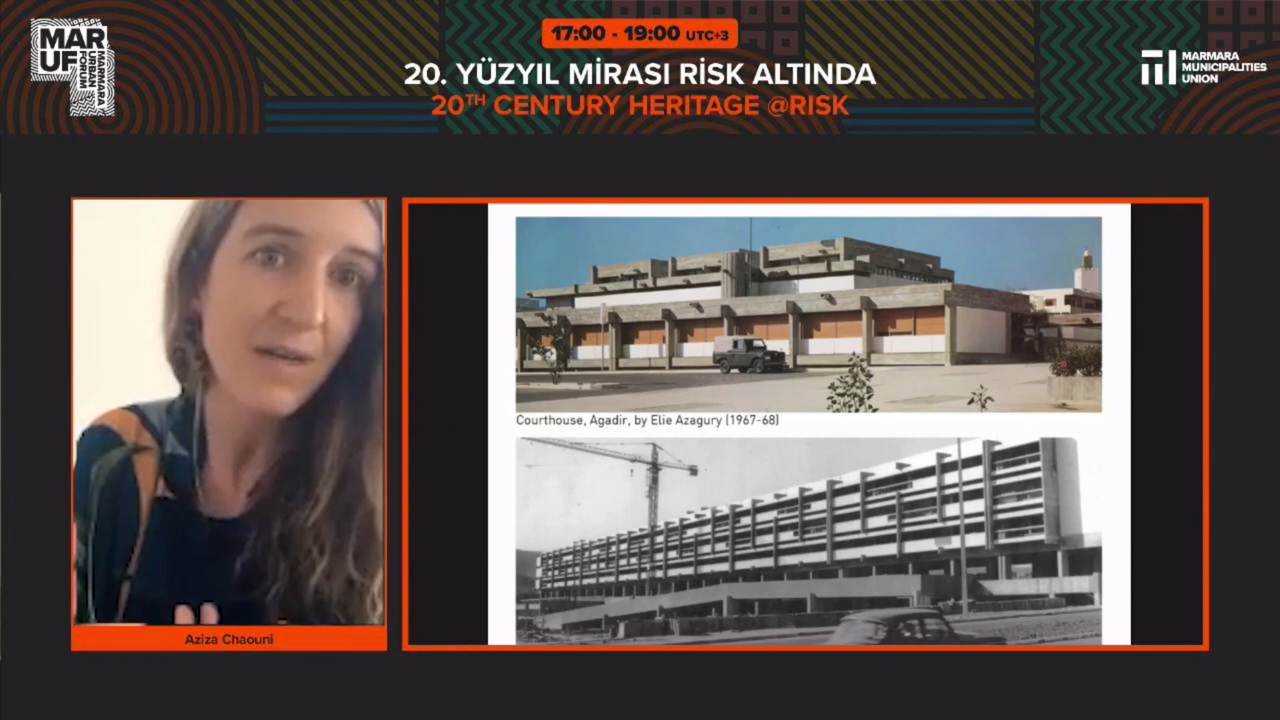 MAR
UF
MARMARA
URBAN
FORUM
17:00 - 19:00 UTC+3
20. YÜZYIL MİRASI RİSK ALTINDA
20TH CENTURY HERITAGE @RISK
MARMARA
MUNICIPALITIES
UNION
Courthouse, Agadir, by Elie Azagury (1967-68)
Aziza Chaouni